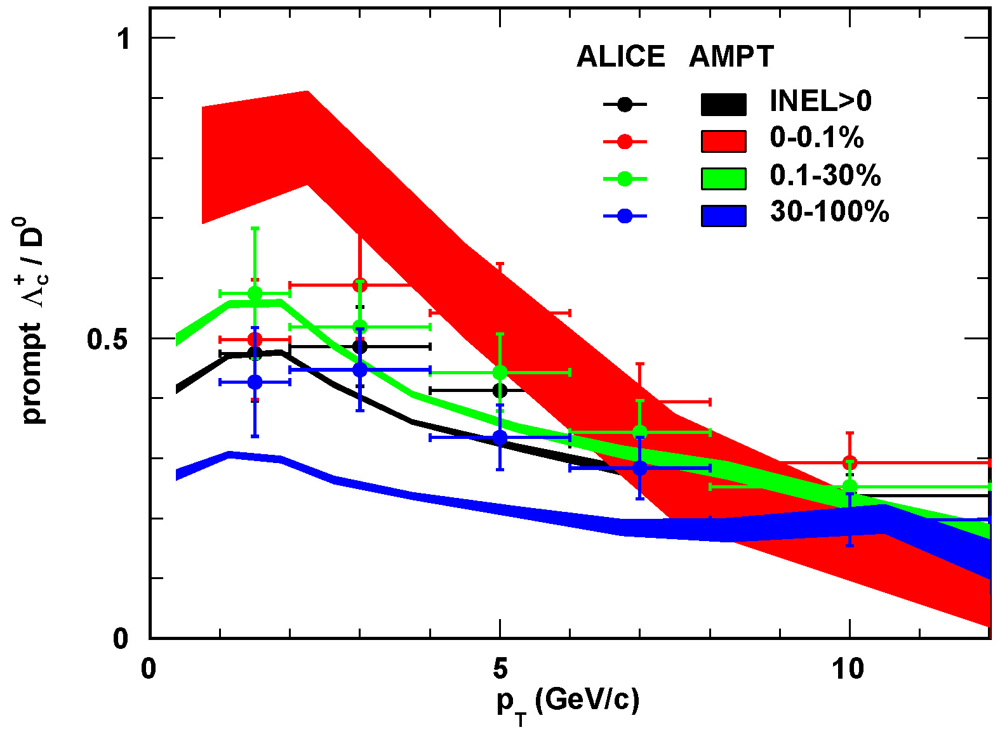 ALICE AMPT
INEL>0
0-0.1%
0.1-30%
30-100%
prompt Λc+ / D0
1
0.5
0
0 5 10
pT (GeV/c)